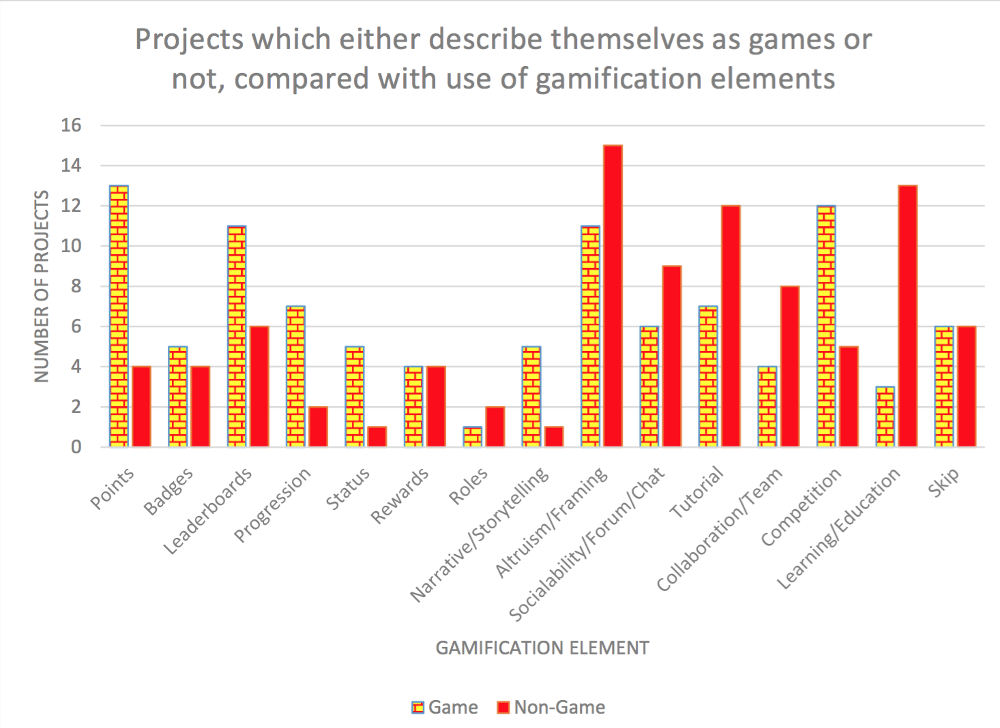 Projects which either describe themselves as games or
not, compared with use of gamification elements
16
14
12
10
8
6
4
2
0
NUMBER OF PROJECTS
Points
Badges
Leaderboards
Progression
Status
Rewards
Roles
Narrative/Storytelling
Altruism/Framing
Socialability/Forum/Chat
Tutorial
Collaboration/Team
Competition
Learning/Education
Skip
GAMIFICATION ELEMENT
Game
Non-Game